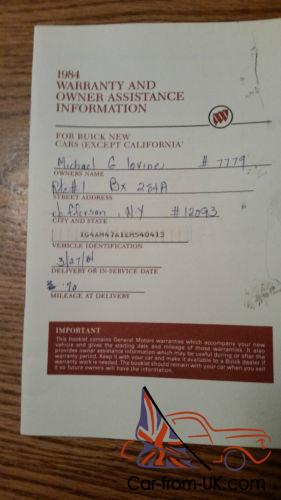 1984
WARRANTY AND
OWNER ASSISTANCE
INFORMATION
FOR BUICK NEW
CARS (EXCEPT CALIFORNIA)
Michael G Iovine # 7779
OWNERS NAME
Rte #1 Bx 284A
STREET ADDRESS
Jefferson, NY #12093
CITY AND STATE
1G4AM47A1EH540413
VEHICLE IDENTIFICATION
3/27/84
DELIVERY OR IN-SERVICE DATE
70
MILEAGE AT DELIVERY
IMPORTANT
This booklet contains General Motors warranties which accompany your new
vehicle and gives the starting date and mileage of those warranties. It also
provides owner assistance information which may be useful during or after the
warranty period. Keep it with your car and make it available to a Buick dealer if
warranty work is needed. The booklet should remain with your car when you sell
it so future owners will have the information.
Car-from-UK.com